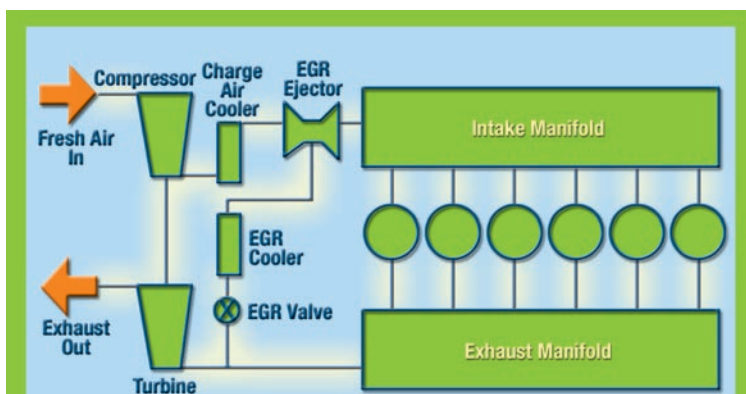 Compressor
Charge
Air
Cooler
EGR
Ejector
Fresh Air
In
Intake Manifold
EGR
Cooler
Exhaust
Out
EGR Valve
Exhaust Manifold
Turbine